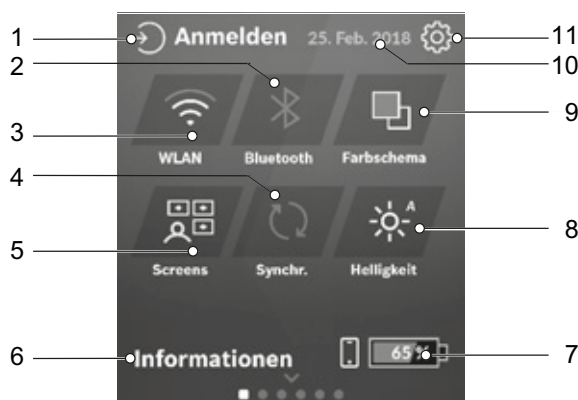 1 Anmelden 25. Feb. 2018 11
2 10
3 WLAN Bluetooth Farbschema 9
4
5 Screens Synchr. Helligkeit 8
A
6 Informationen 65 % 7